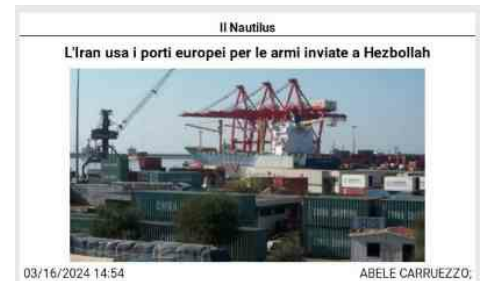 Il Nautilus
L'Iran usa i porti europei per le armi inviate a Hezbollah
03/16/2024 14:54
ABELE CARRUEZZO;